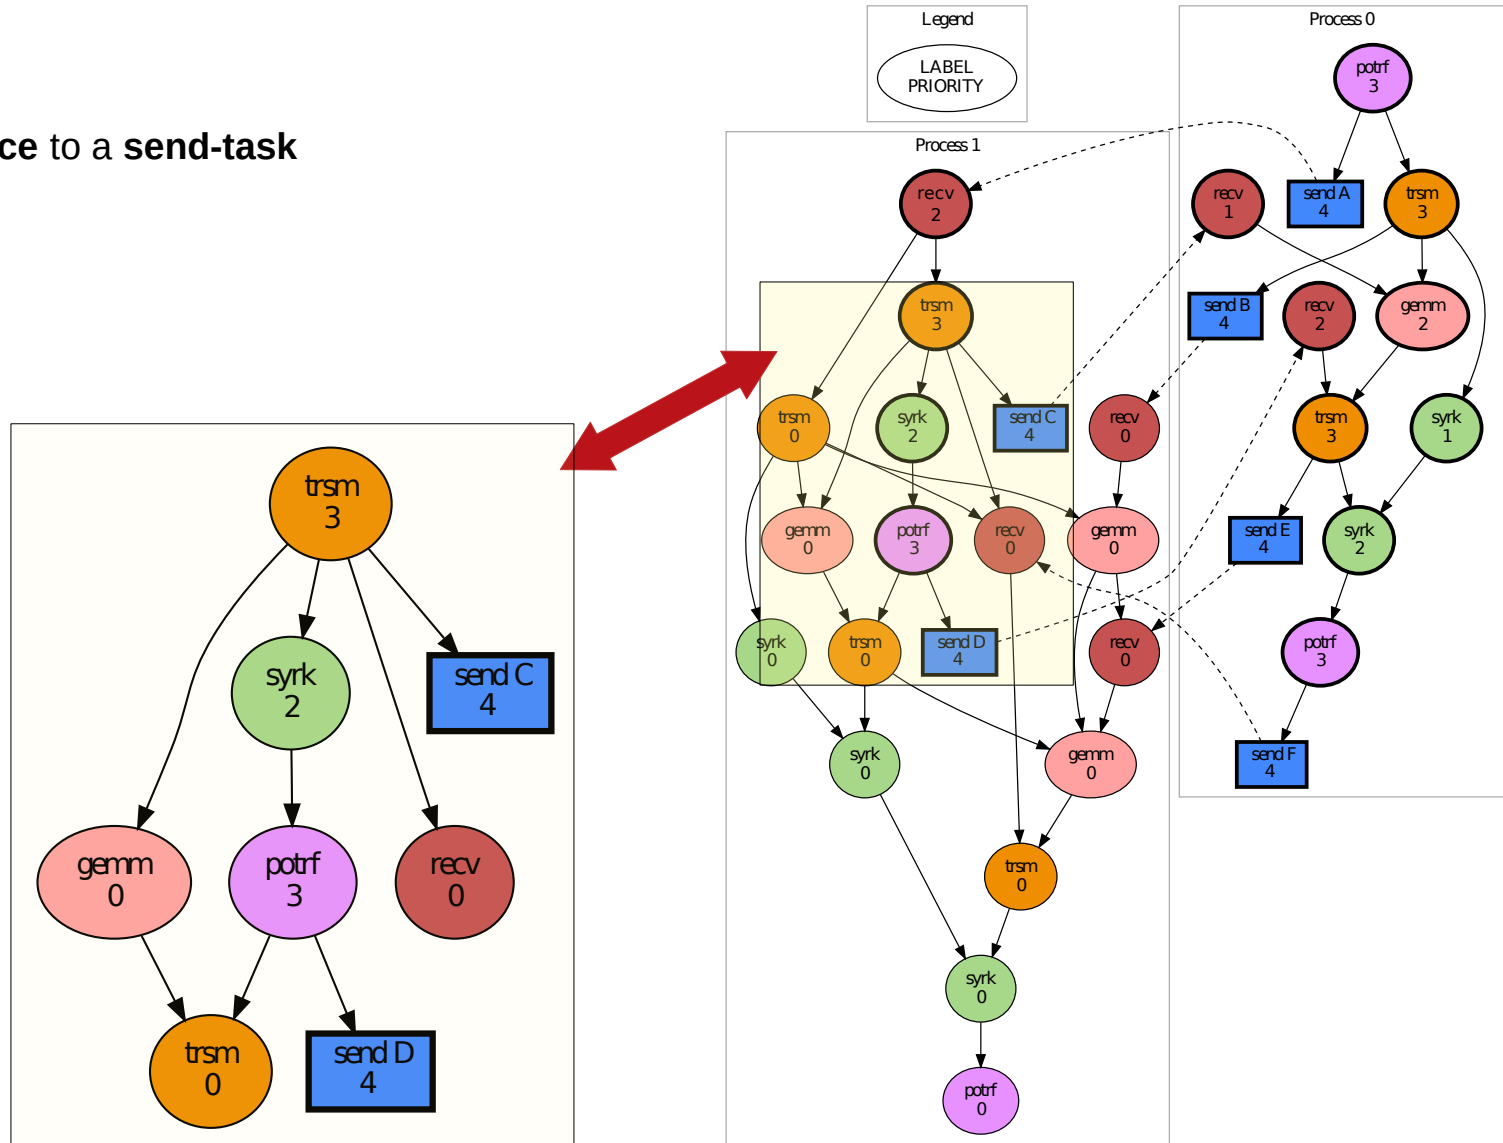 ce to a send-task
Legend
LABEL
PRIORITY
Process 1
recv
2
trsm
3
trsm
0
syrk
2
send C
4
recv
0
gemm
0
potrf
3
recv
0
gemm
0
syrk
0
trsm
0
send D
4
recv
0
syrk
0
gemm
0
trsm
0
syrk
0
potrf
0
Process 0
potrf
3
recv
1
send A
4
trsm
3
send B
4
recv
2
gemm
2
trsm
3
syrk
1
send E
4
syrk
2
potrf
3
send F
4
trsm
3
syrk
2
send C
4
gemm
0
potrf
3
recv
0
trsm
0
send D
4